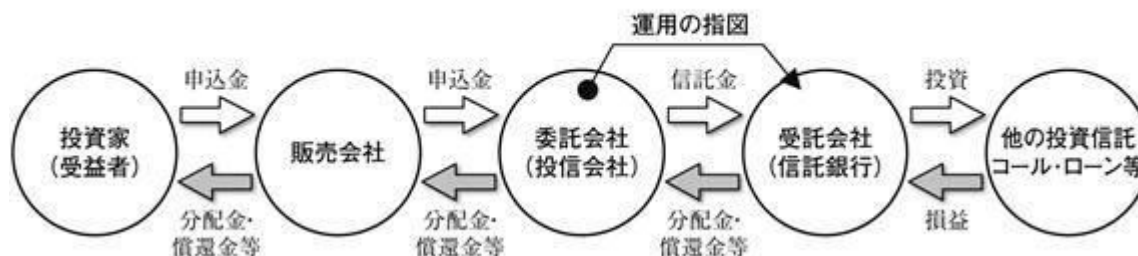 運用の指図
申込金
申込金
信託金
投資
投資家
(受益者)
販売会社
委託会社
(投信会社)
受託会社
(信託銀行)
他の投資信託
コール・ローン等
分配金・
償還金等
分配金・
償還金等
分配金・
償還金等
損益